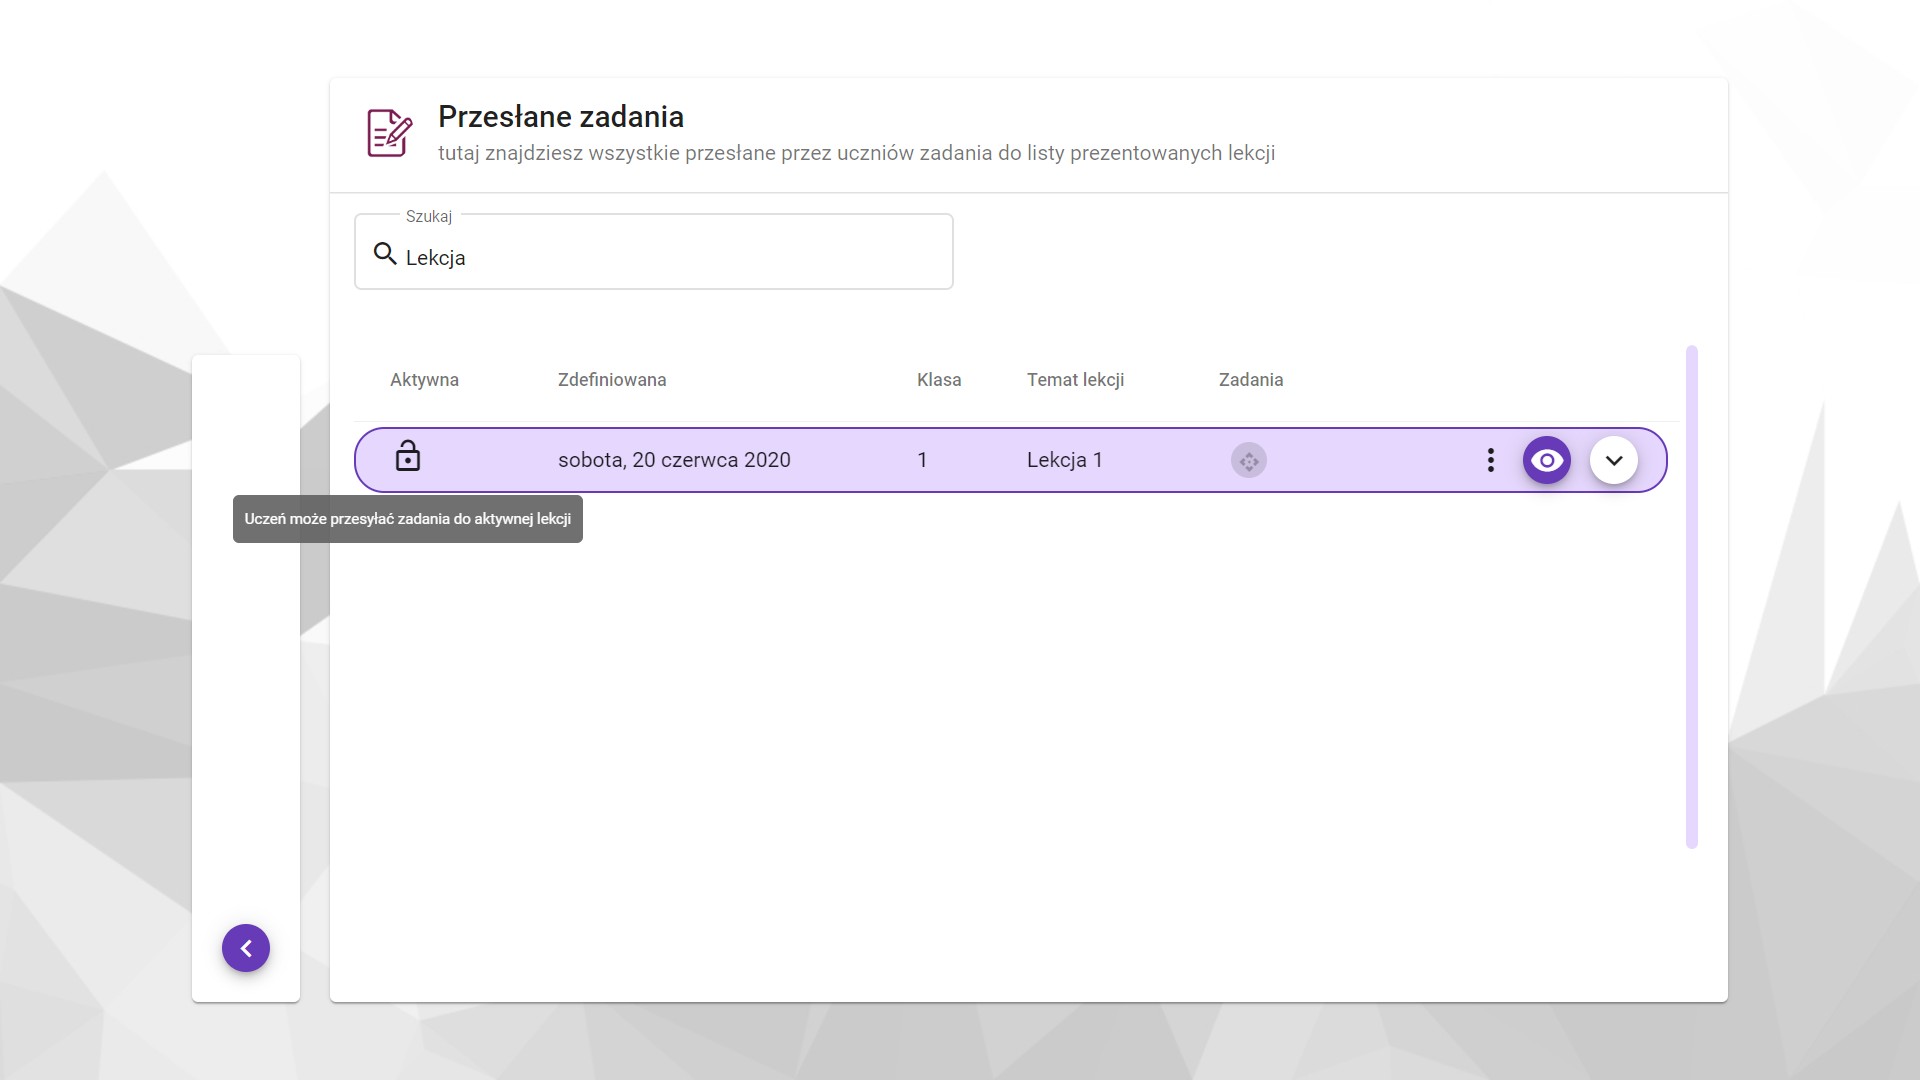 Przesłane zadania
tutaj znajdziesz wszystkie przesłane przez uczniów zadania do listy prezentowanych lekcji
Szukaj
Lekcja
Aktywna Zdefiniowana Klasa Temat lekcji Zadania
sobota, 20 czerwca 2020 1 Lekcja 1
Uczeń może przesyłać zadania do aktywnej lekcji